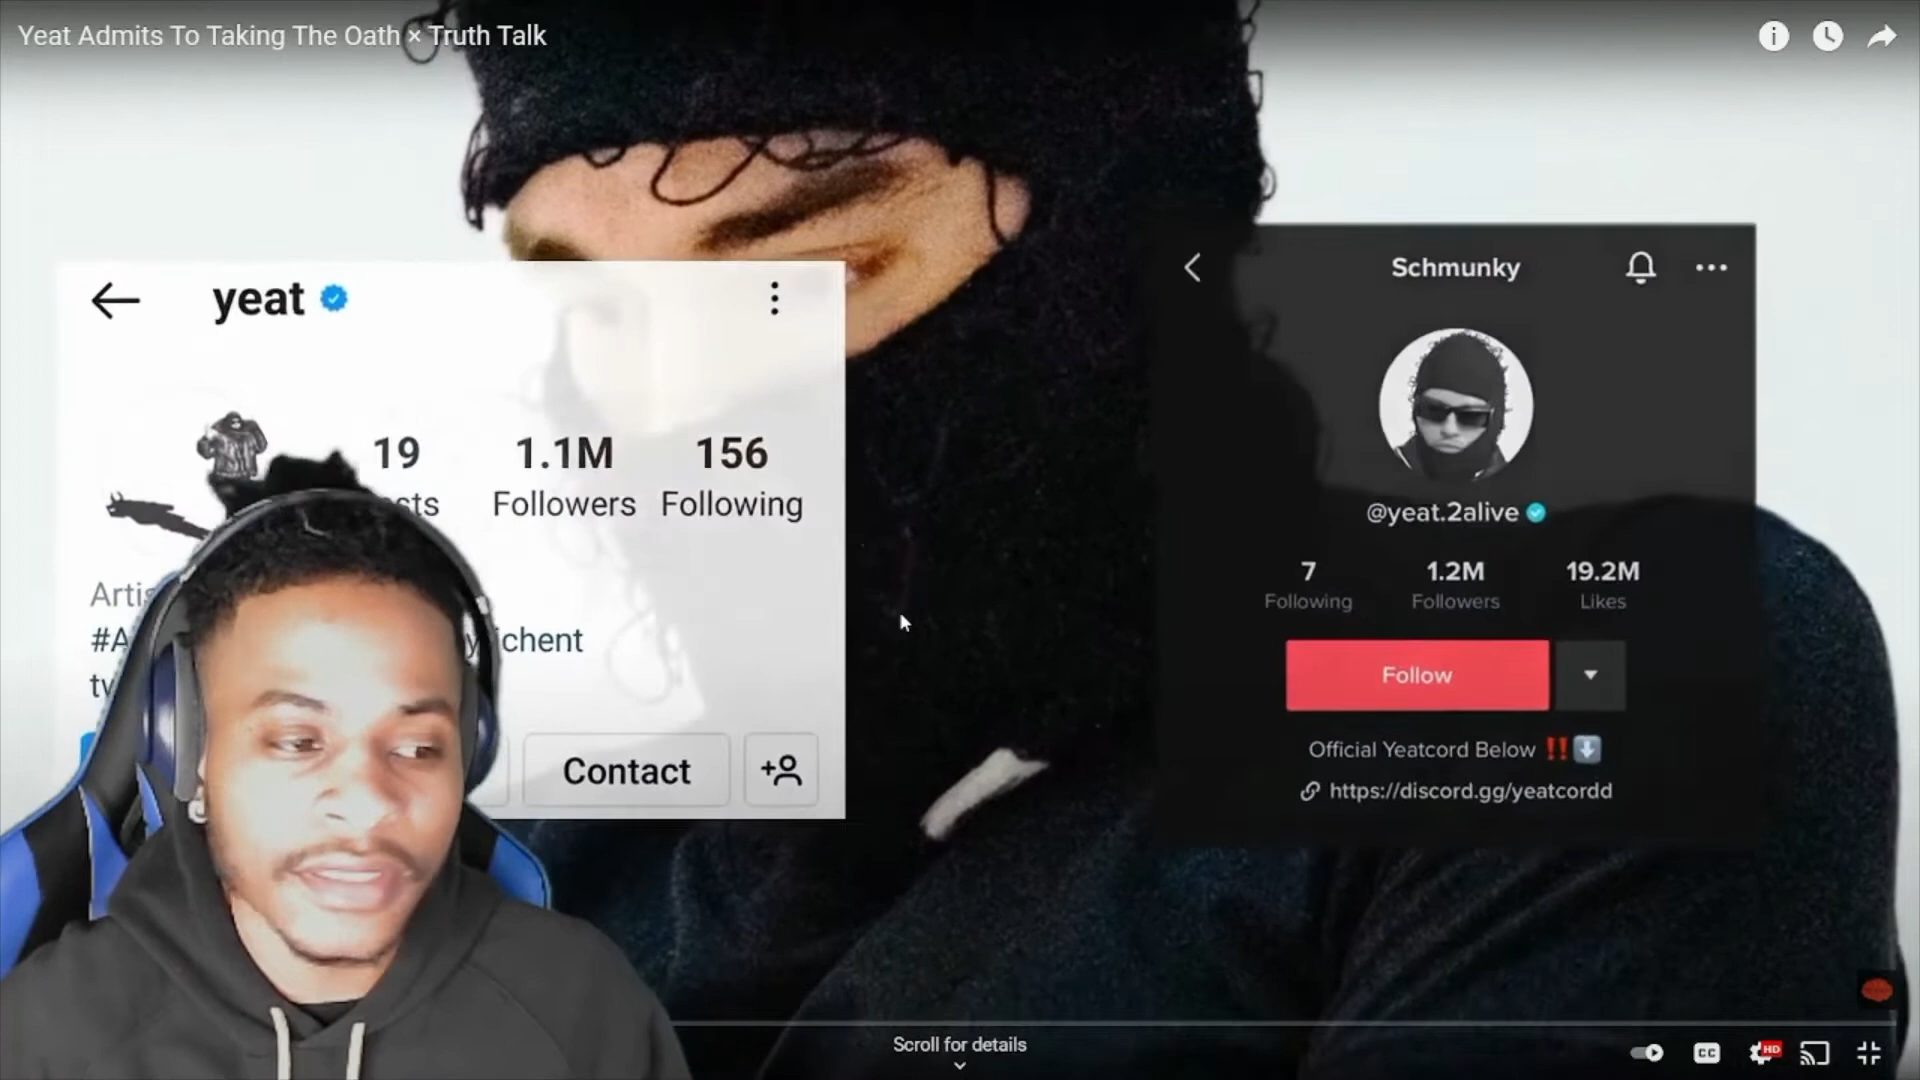 Yeat Admits To Taking The Oath × Truth Talk
yeat
19
1.1M
156
Followers
Following
#A
ichent
Contact
Schmunky
@yeat.2alive
7
1.2M
19.2M
Following
Followers
Likes
Follow
Official Yeatcord Below ‼️⬇️
https://discord.gg/yeatcordd
Scroll for details
CC
HD